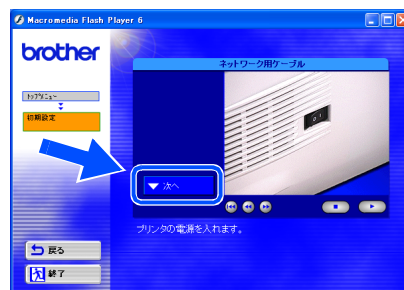 Macromedia Flash Player 6
brother
ネットワーク用ケーブル
トップメニュー
初期設定
次へ
プリンタの電源を入れます。
戻る
終了